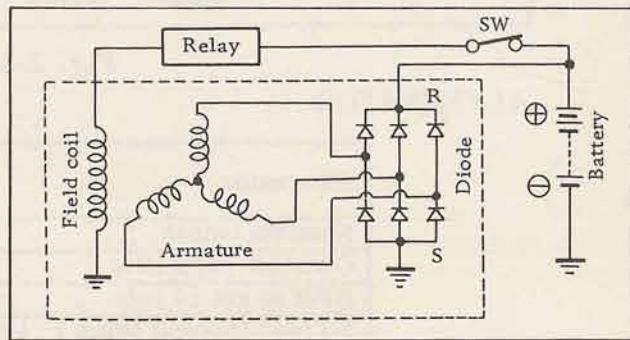 SW
Relay
R
Field coil
Diode
⊕
Battery
⊖
Armature
S